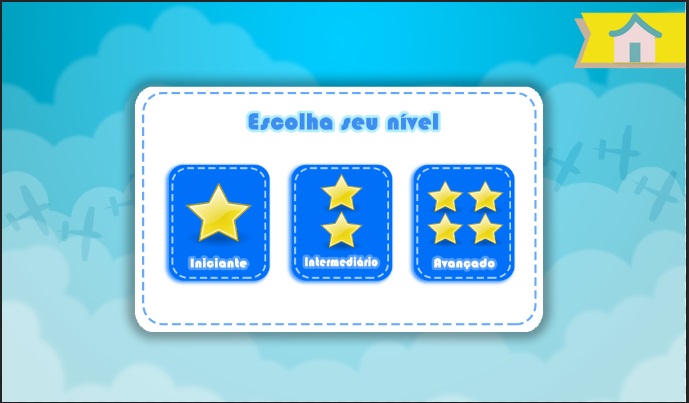 Escolha seu nível
Iniciante
Intermediário
Avançado